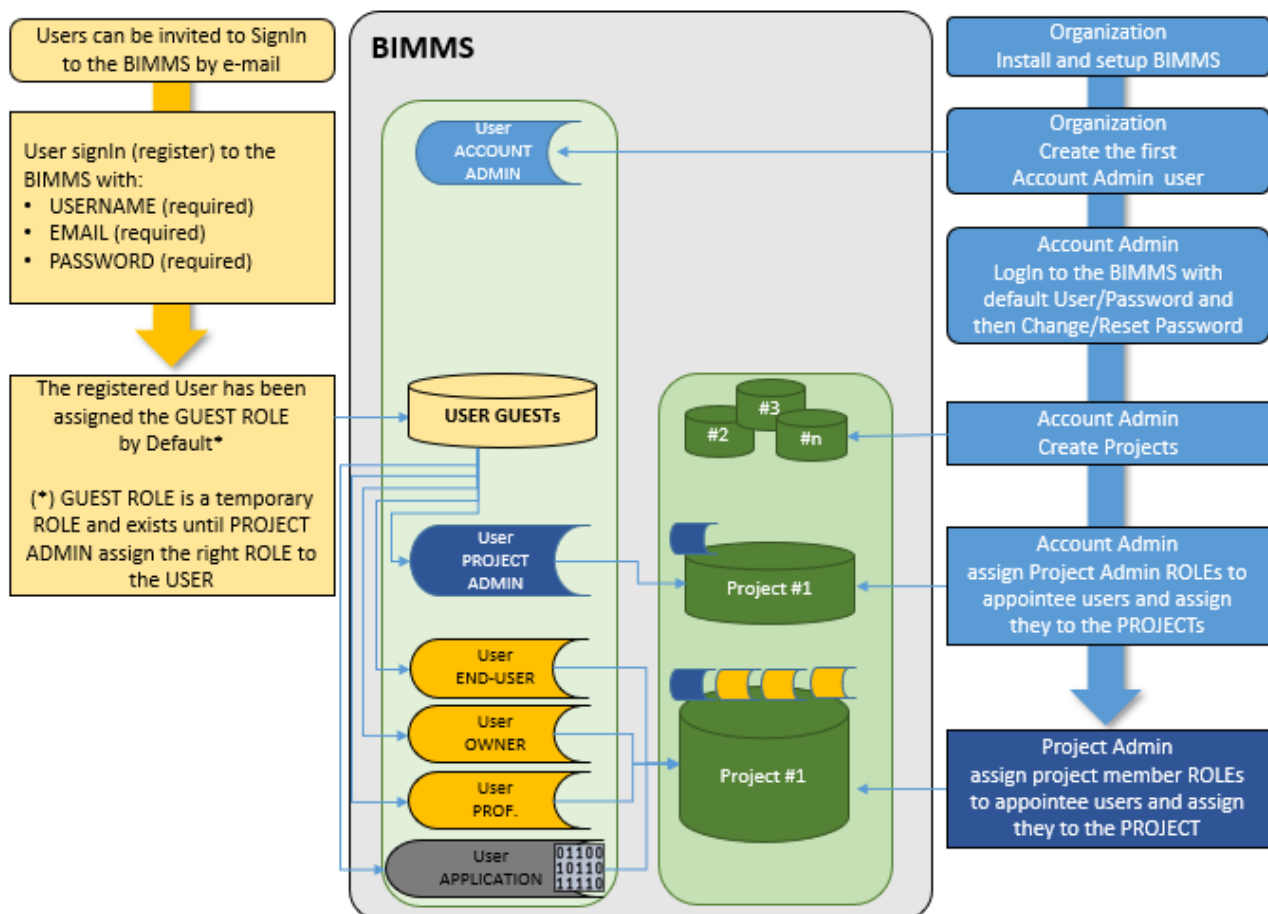 Users can be invited to SignIn
to the BIMMS by e-mail
User signIn (register) to the
BIMMS with:
• USERNAME (required)
• EMAIL (required)
• PASSWORD (required)
The registered User has been
assigned the GUEST ROLE
by Default*
(*) GUEST ROLE is a temporary
ROLE and exists until PROJECT
ADMIN assign the right ROLE to
the USER
BIMMS
User
ACCOUNT
ADMIN
USER GUESTs
User
PROJECT
ADMIN
User
END-USER
User
OWNER
User
PROF.
User
APPLICATION
01100
10110
11110
#3
#2
#n
Project #1
Project #1
Organization
Install and setup BIMMS
Organization
Create the first
Account Admin user
Account Admin
LogIn to the BIMMS with
default User/Password and
then Change/Reset Password
Account Admin
Create Projects
Account Admin
assign Project Admin ROLEs to
appointee users and assign
they to the PROJECTs
Project Admin
assign project member ROLEs
to appointee users and assign
they to the PROJECT